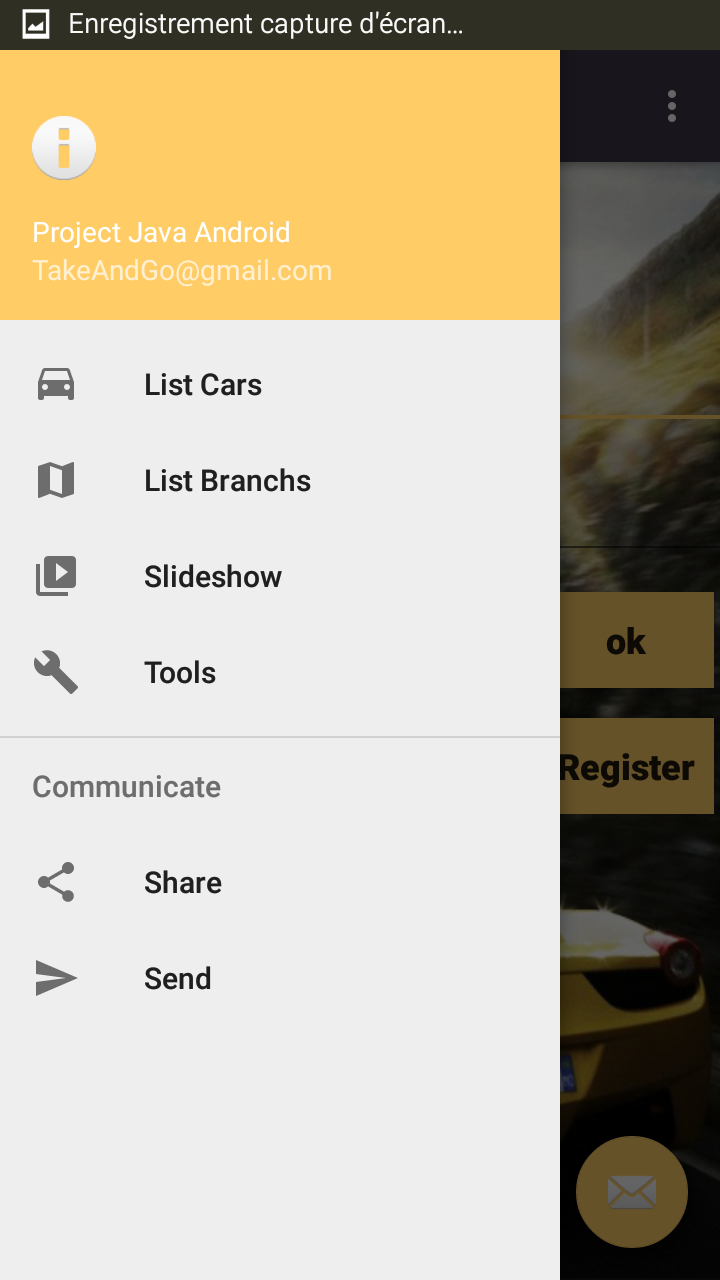 Enregistrement capture d'écran...
Project Java Android
TakeAndGo@gmail.com
List Cars
List Branchs
Slideshow
Tools
Communicate
Share
Send
ok
Register